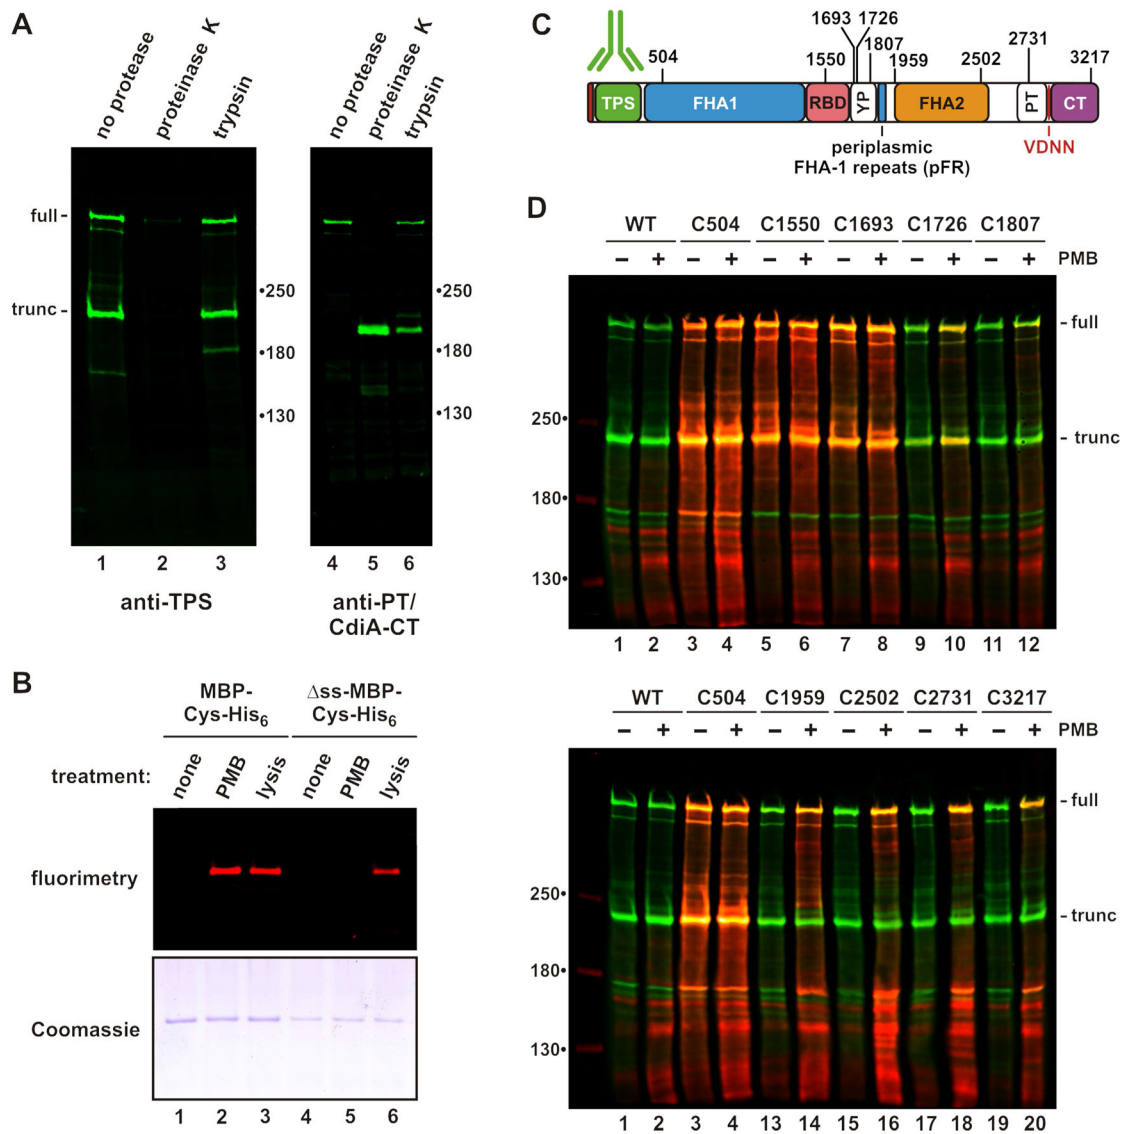 A
no protease
proteinase K
trypsin
no protease
proteinase K
trypsin
full
trunc
•250
•180
•130
•250
•180
•130
1 2 3
4 5 6
anti-TPS
anti-PT/
CdiA-CT
B
MBP-
Cys-His6
Δss-MBP-
Cys-His6
treatment:
none
PMB
lysis
none
PMB
lysis
fluorimetry
Coomassie
1 2 3 4 5 6
C
1693 1726
504 1550 1807 1959 2502 2731 3217
TPS FHA1 RBD YP FHA2 PT CT
periplasmic
FHA-1 repeats (pFR)
VDNN
D
WT C504 C1550 C1693 C1726 C1807
– + – + – + – + – + – + PMB
full
250•
trunc
180•
130•
1 2 3 4 5 6 7 8 9 10 11 12
WT C504 C1959 C2502 C2731 C3217
– + – + – + – + – + – + PMB
full
250•
trunc
180•
130•
1 2 3 4 13 14 15 16 17 18 19 20